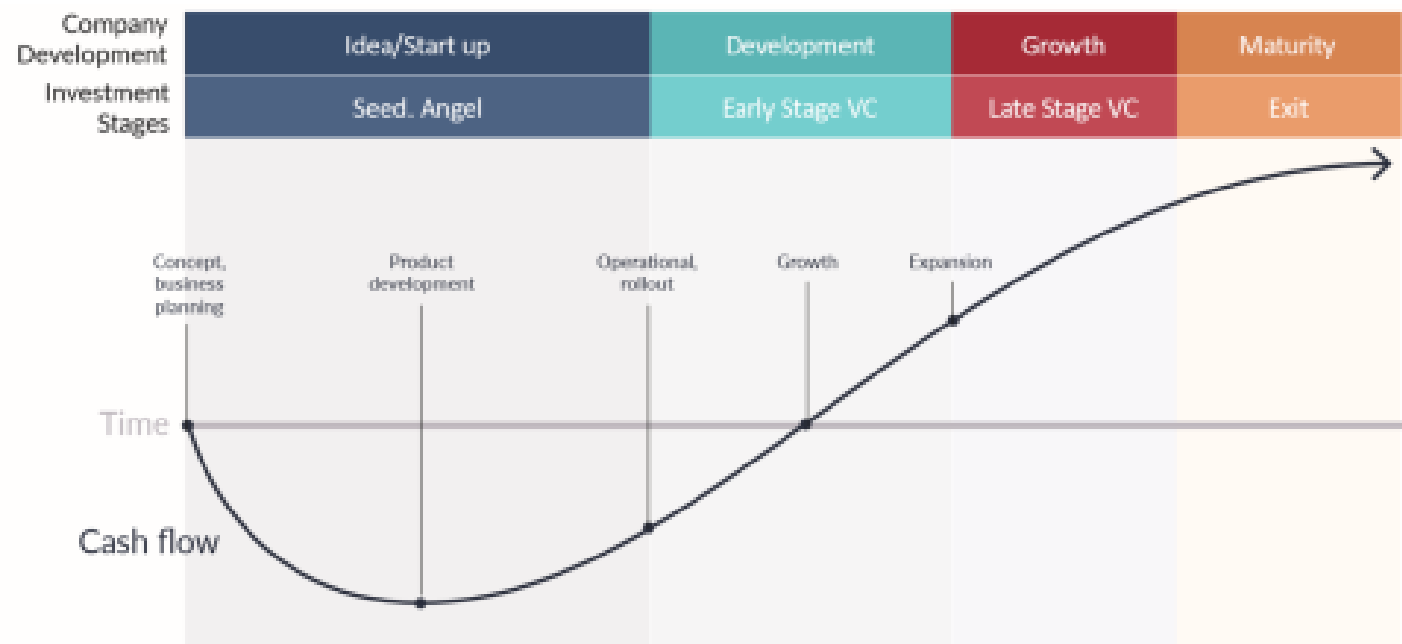 Company
Development
Idea/Start up
Development
Growth
Maturity
Investment
Stages
Seed. Angel
Early Stage VC
Late Stage VC
Exit
Concept,
business
planning
Product
development
Operational,
rollout
Growth
Expansion
Time
Cash flow